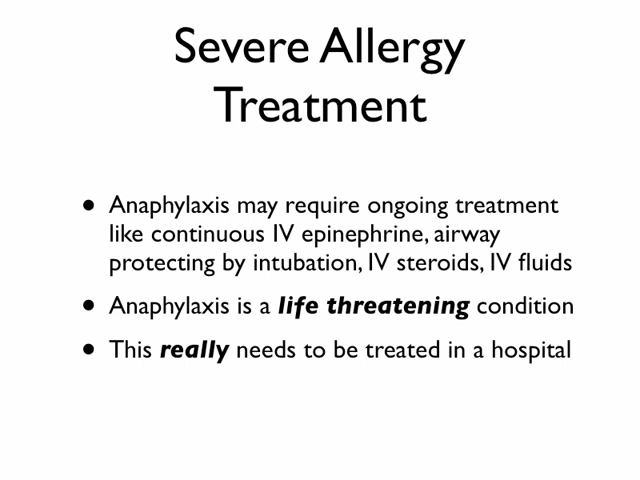 Severe Allergy
Treatment
• Anaphylaxis may require ongoing treatment
like continuous IV epinephrine, airway
protecting by intubation, IV steroids, IV fluids
• Anaphylaxis is a life threatening condition
• This really needs to be treated in a hospital